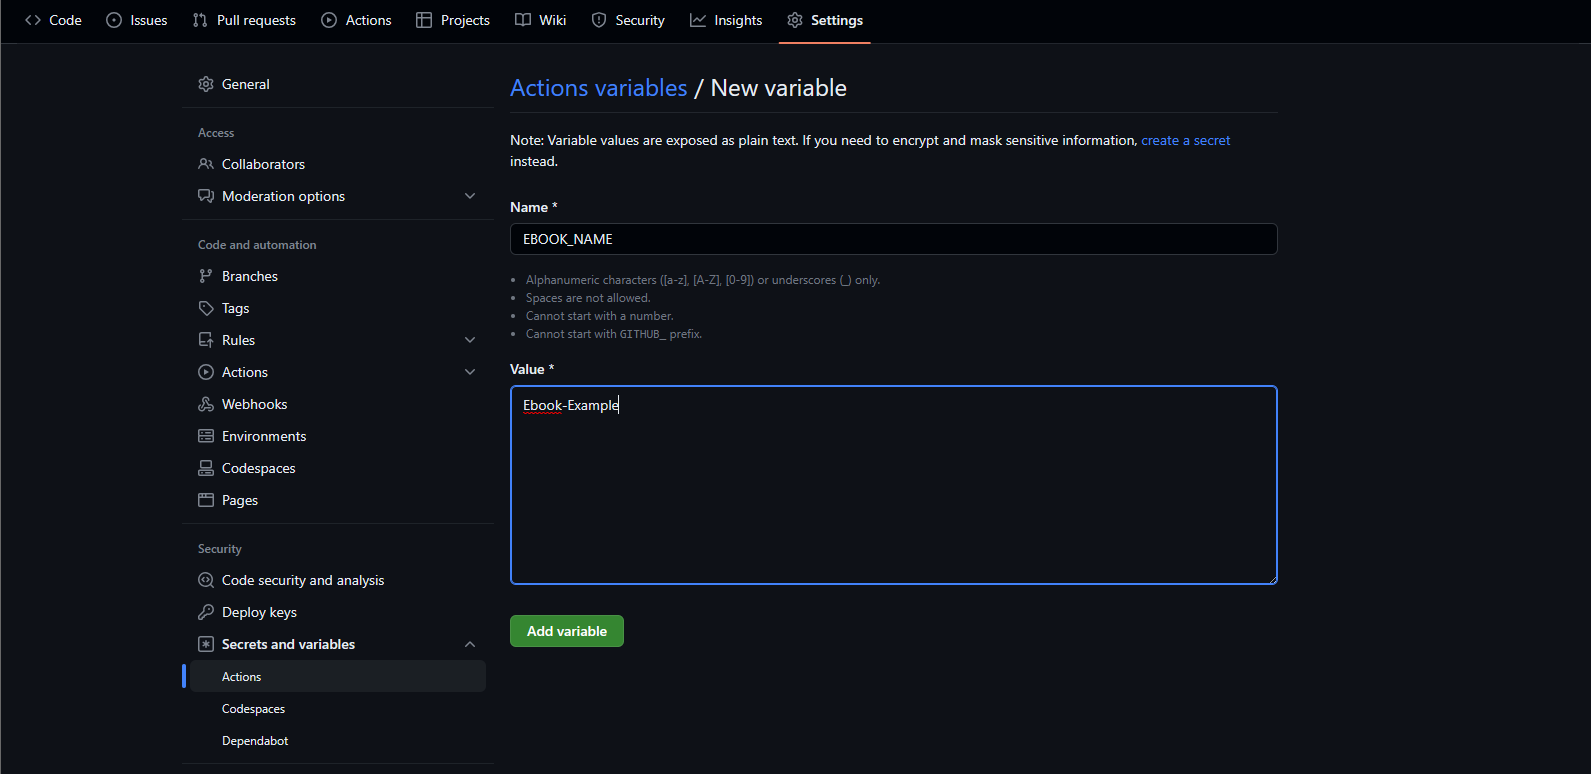 Code Issues Pull requests Actions Projects Wiki Security Insights Settings
General
Access
Collaborators
Moderation options
Code and automation
Branches
Tags
Rules
Actions
Webhooks
Environments
Codespaces
Pages
Security
Code security and analysis
Deploy keys
Secrets and variables
Actions
Codespaces
Dependabot
Actions variables / New variable
Note: Variable values are exposed as plain text. If you need to encrypt and mask sensitive information, create a secret
instead.
Name *
EBOOK_NAME
• Alphanumeric characters ([a-z], [A-Z], [0-9]) or underscores (_) only.
• Spaces are not allowed.
• Cannot start with a number.
• Cannot start with GITHUB_ prefix.
Value *
Ebook-Example
Add variable